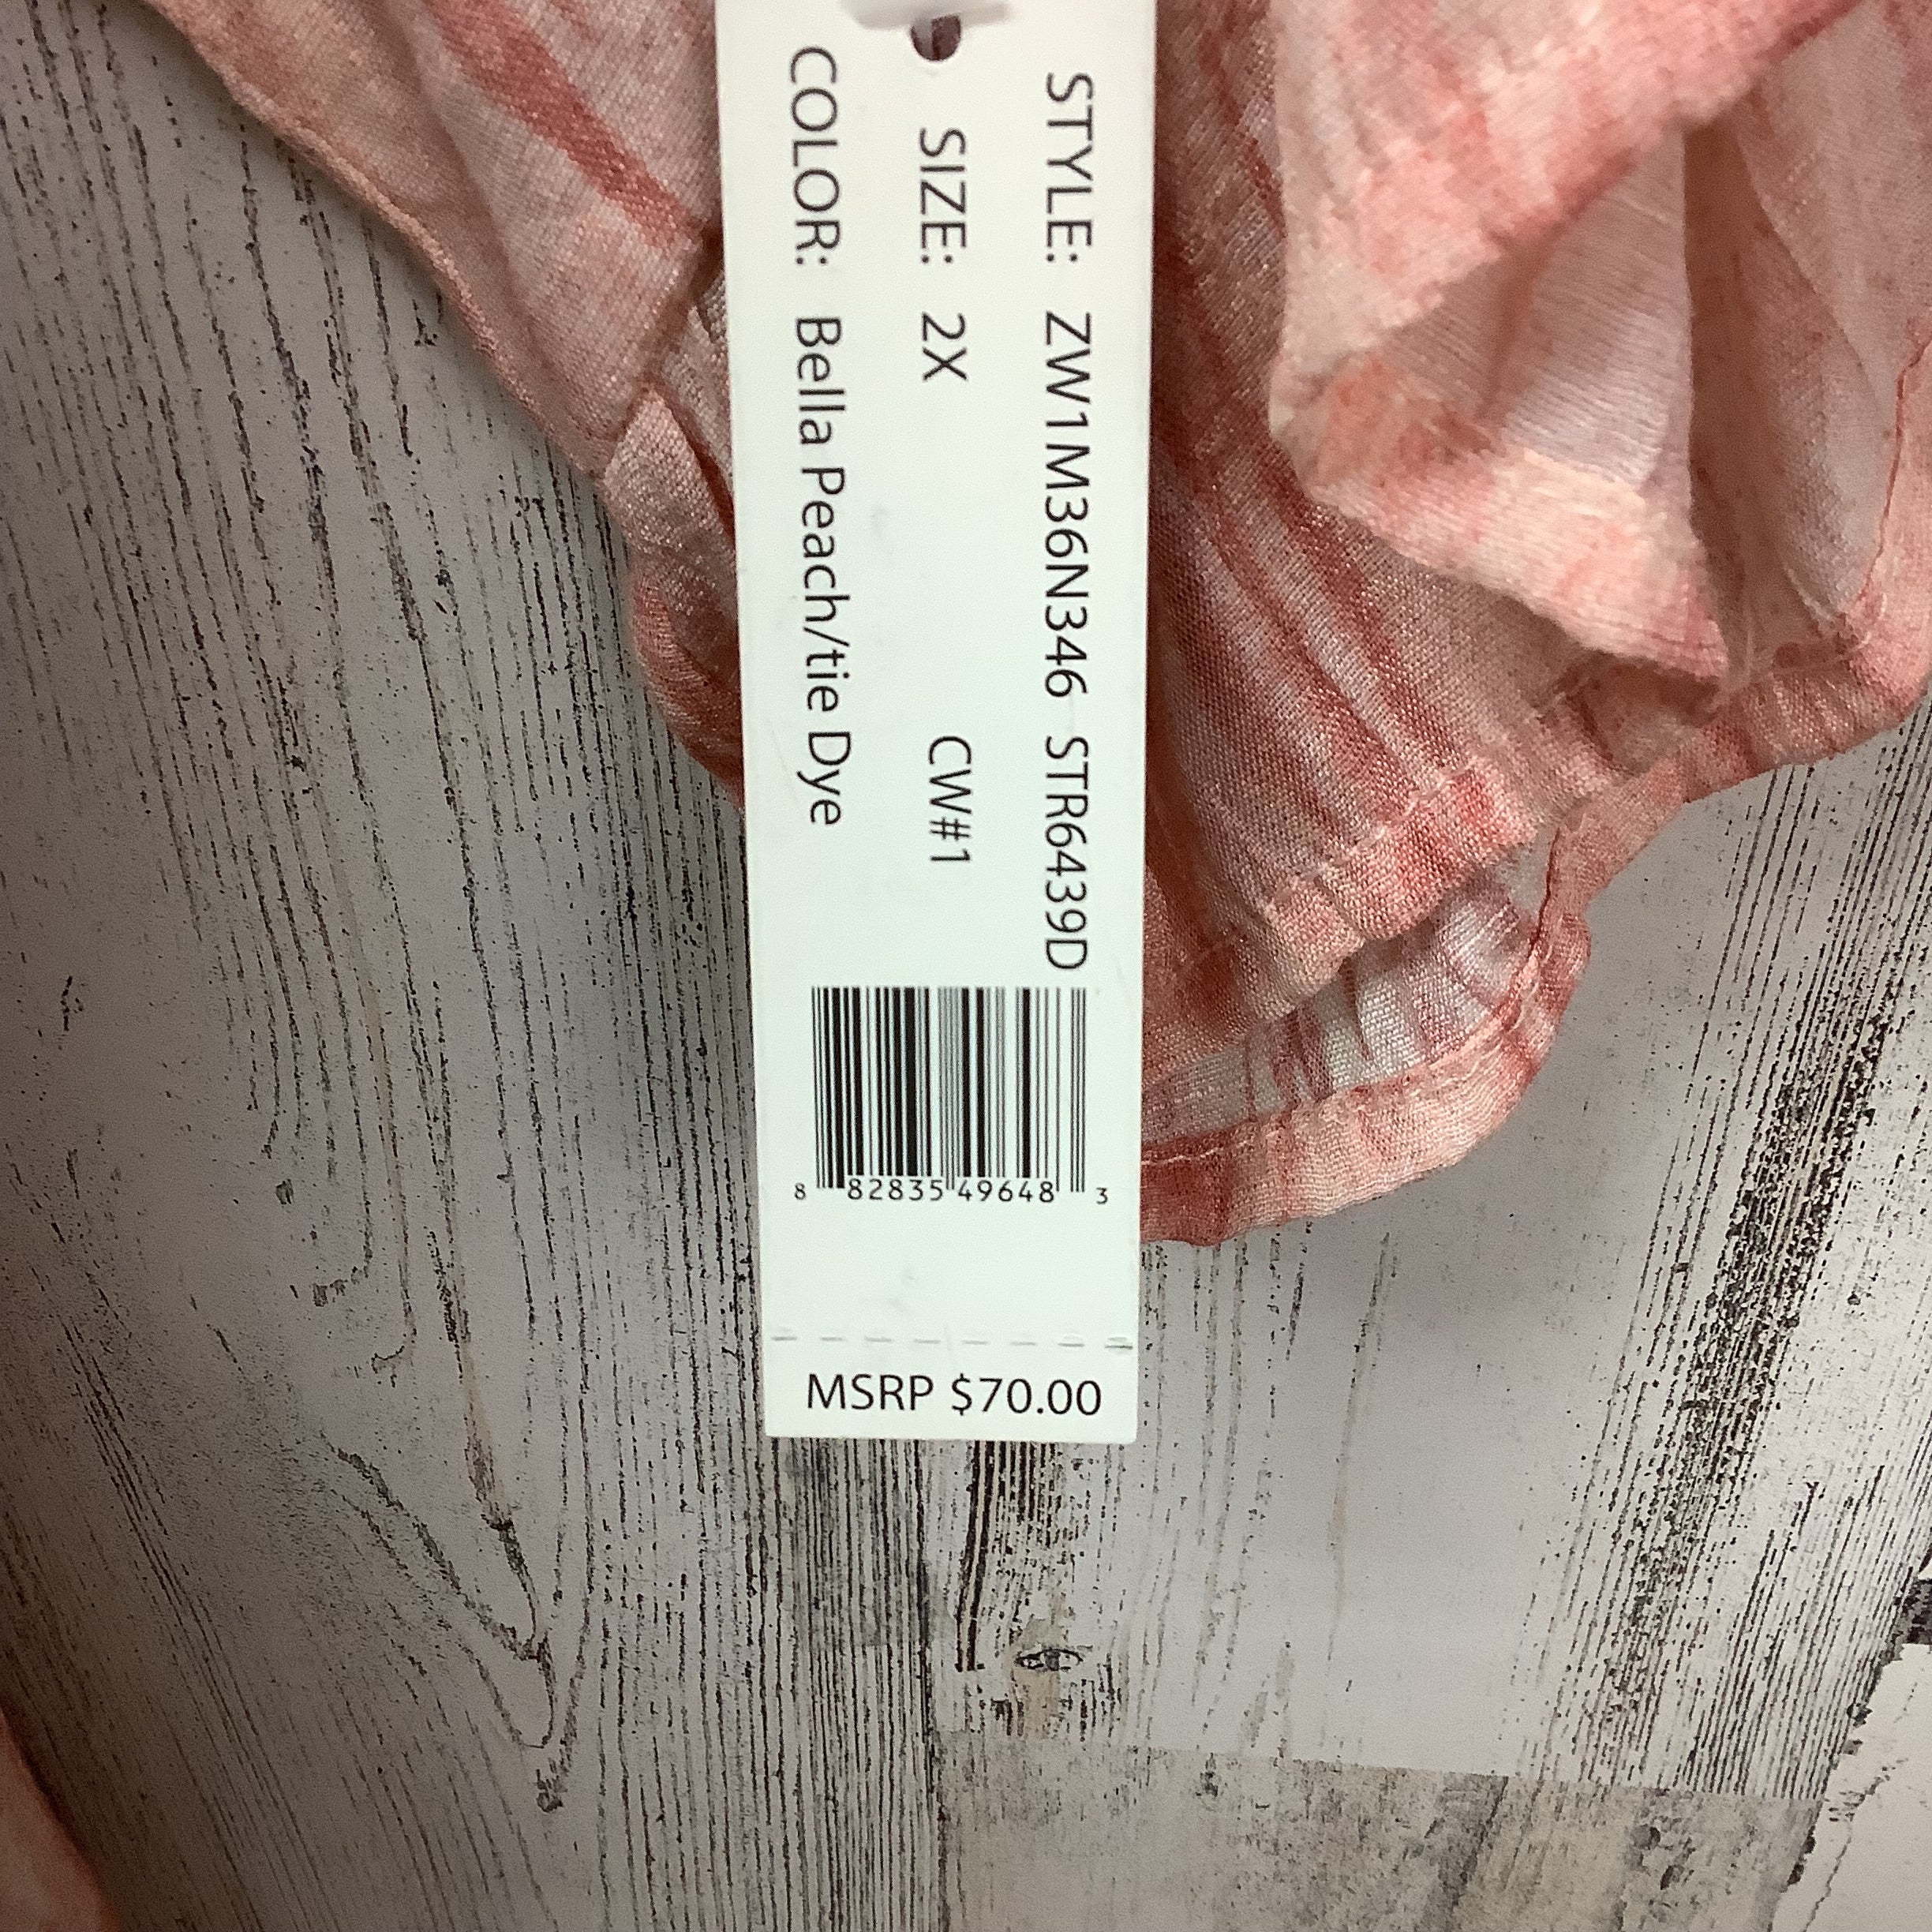 STYLE: ZW1M36N346 STR6439D
SIZE: 2X CW#1
COLOR: Bella Peach/tie Dye
8 82835 49648 3
MSRP $70.00